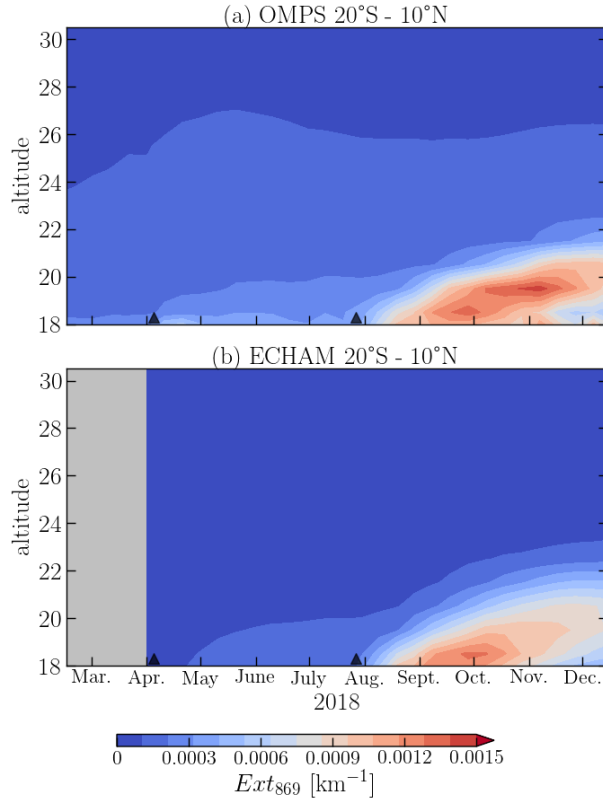 (a) OMPS 20°S - 10°N
30
28
26
24
22
20
18
altitude
(b) ECHAM 20°S - 10°N
30
28
26
24
22
20
18
altitude
Mar. Apr. May June July Aug. Sept. Oct. Nov. Dec.
2018
0 0.0003 0.0006 0.0009 0.0012 0.0015
Ext₈₆₉ [km⁻¹]